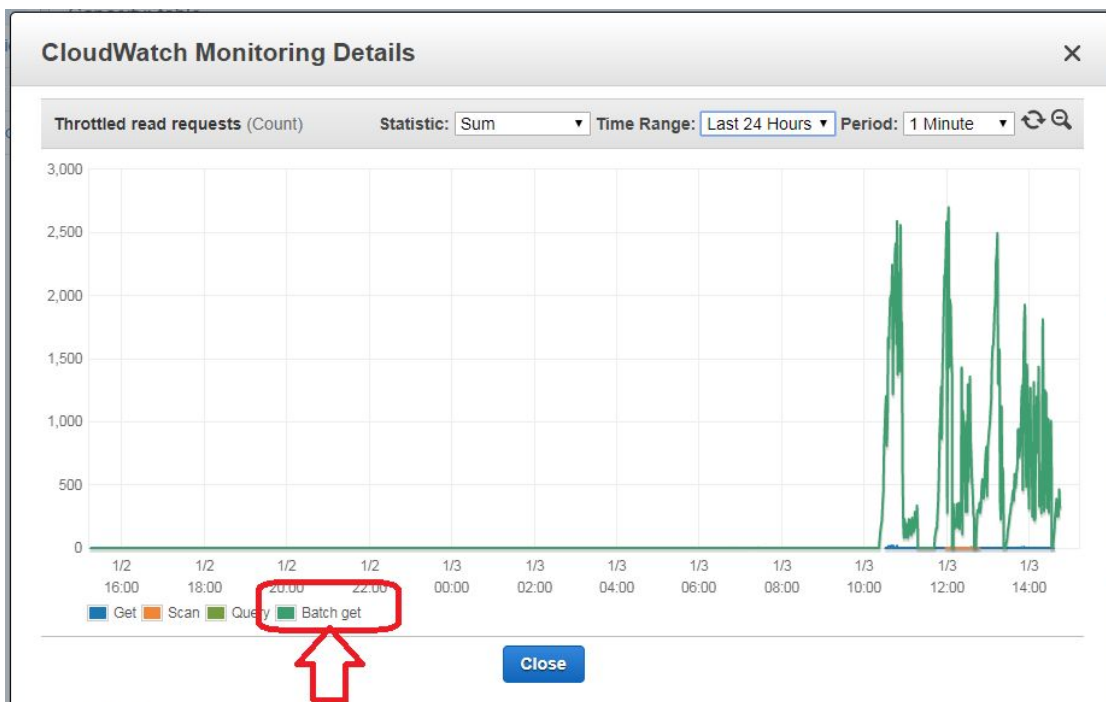 CloudWatch Monitoring Details
Throttled read requests (Count) Statistic: Sum Time Range: Last 24 Hours Period: 1 Minute
3,000
2,500
2,000
1,500
1,000
500
0
1/2 1/2 1/2 1/2 1/3 1/3 1/3 1/3 1/3 1/3 1/3 1/3
16:00 18:00 20:00 22:00 00:00 02:00 04:00 06:00 08:00 10:00 12:00 14:00
Get Scan Query Batch get
Close